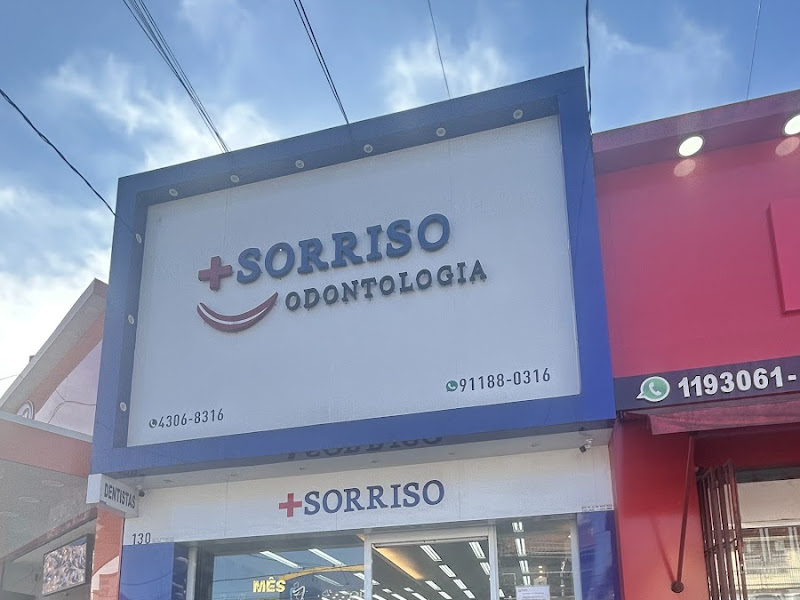 +SORRISO
ODONTOLOGIA
91188-0316
4306-8316
1193061-
DENTISTAS
+SORRISO
130
MÊS